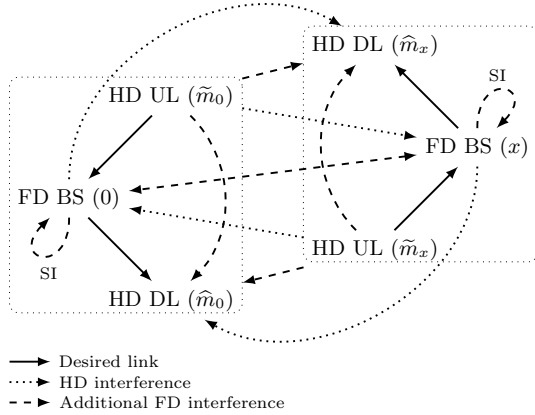 HD DL (m̂ₓ)
SI
HD UL (m̃₀)
FD BS (x)
FD BS (0)
HD UL (m̃ₓ)
SI
HD DL (m̂₀)
Desired link
HD interference
Additional FD interference